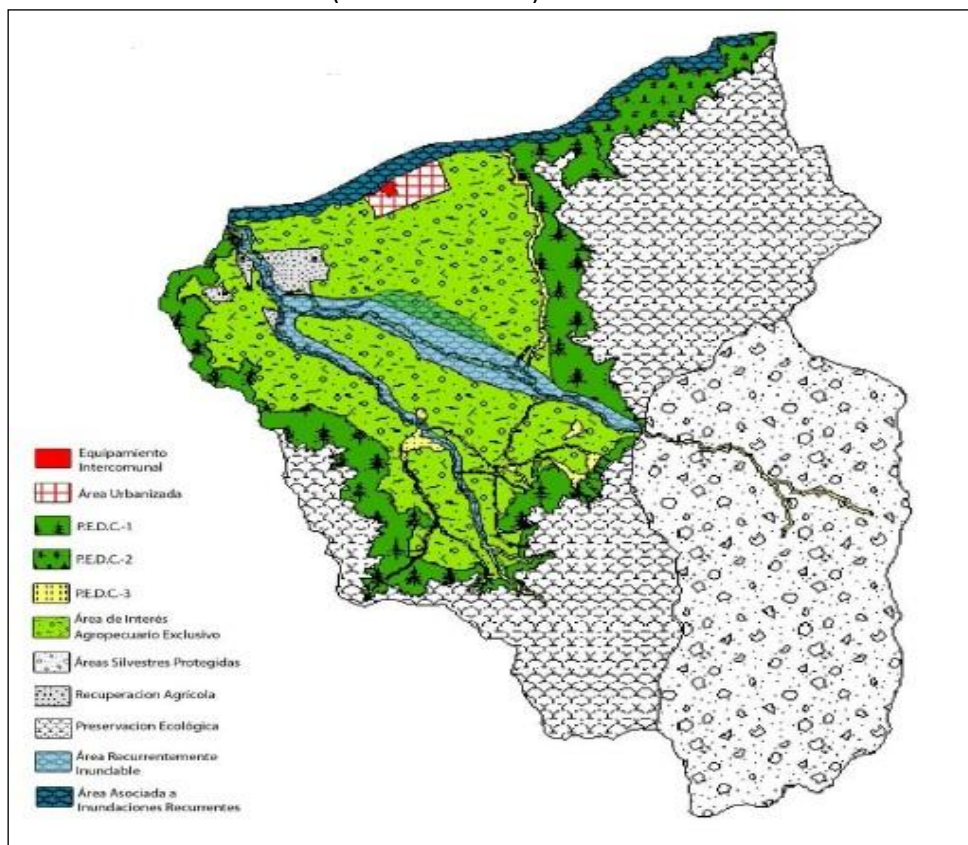 Equipamiento
Intercomunal
Área Urbanizada
P.E.D.C.-1
P.E.D.C.-2
P.E.D.C.-3
Área de Interés
Agropecuario Exclusivo
Áreas Silvestres Protegidas
Recuperacion Agrícola
Preservacion Ecológica
Área Recurrentemente
Inundable
Área Asociada a
Inundaciones Recurrentes